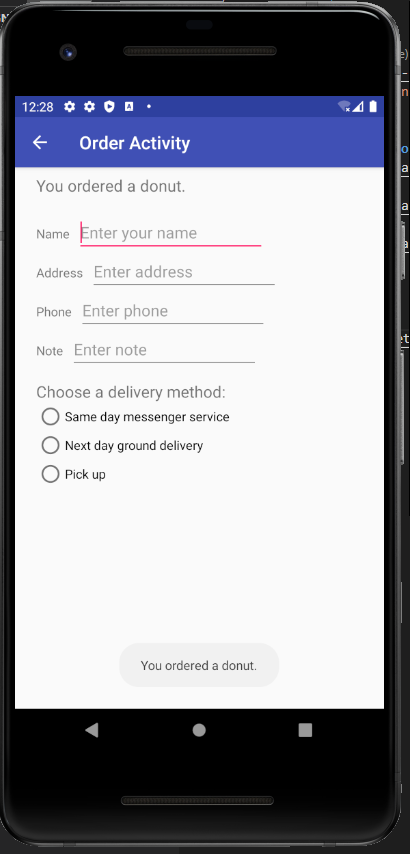 12:28
Order Activity
You ordered a donut.
Name Enter your name
Address Enter address
Phone Enter phone
Note Enter note
Choose a delivery method:
Same day messenger service
Next day ground delivery
Pick up
You ordered a donut.